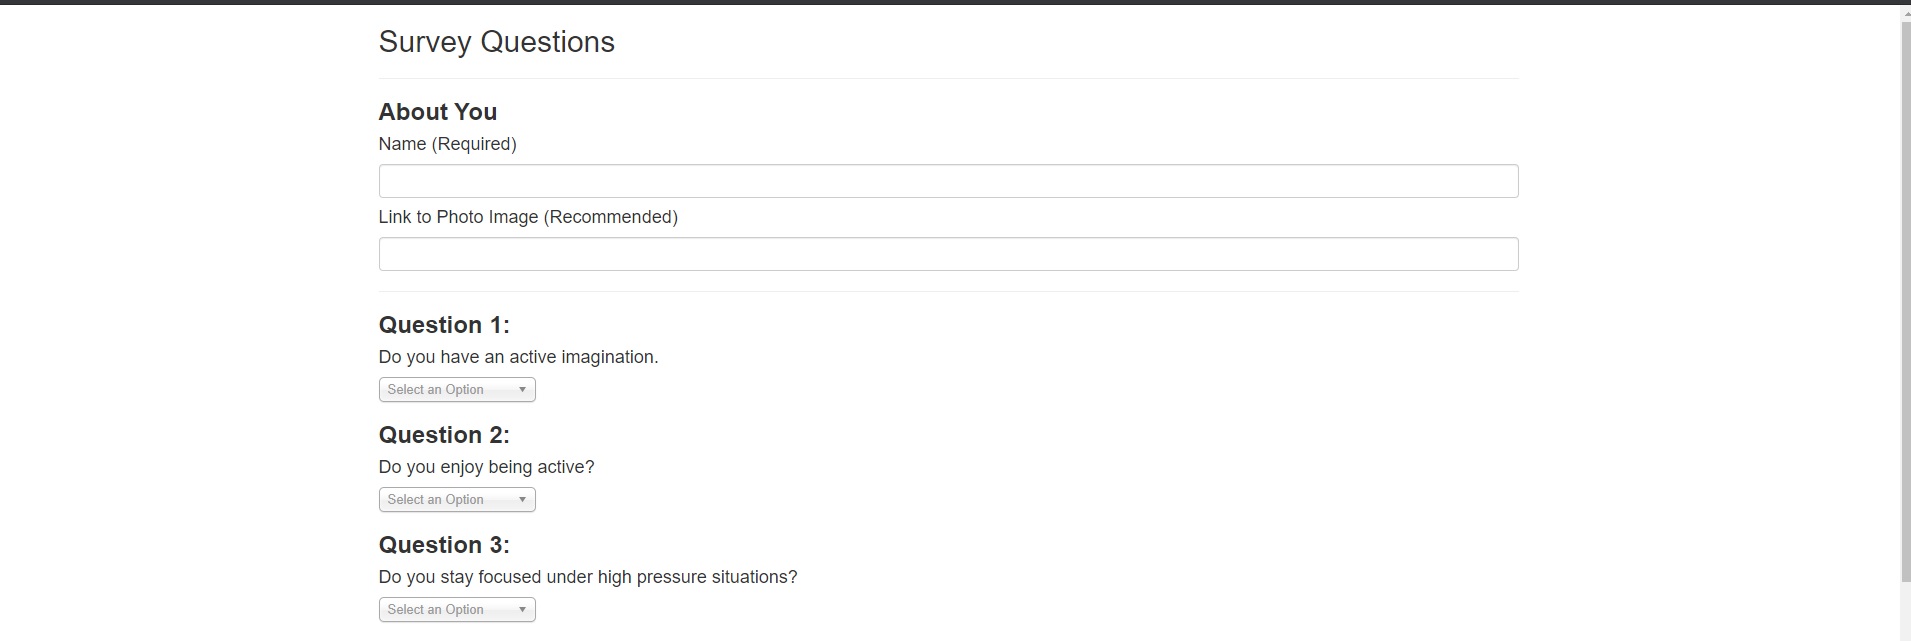 Survey Questions
About You
Name (Required)
Link to Photo Image (Recommended)
Question 1:
Do you have an active imagination.
Select an Option
Question 2:
Do you enjoy being active?
Select an Option
Question 3:
Do you stay focused under high pressure situations?
Select an Option